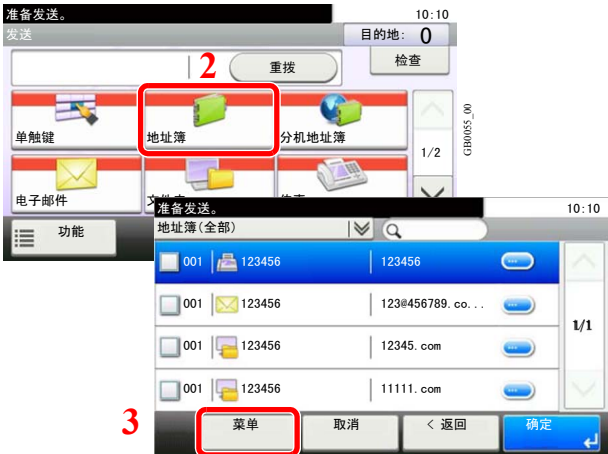 准备发送。
10:10
发送
目的地: 0
2
重拨
检查
单触键
地址簿
分机地址簿
1/2
GB0055_00
电子邮件
功能
准备发送。
10:10
地址簿(全部)
001 123456 123456
001 123456 123@456789.co...
001 123456 12345.com
001 123456 11111.com
1/1
3
菜单
取消
< 返回
确定